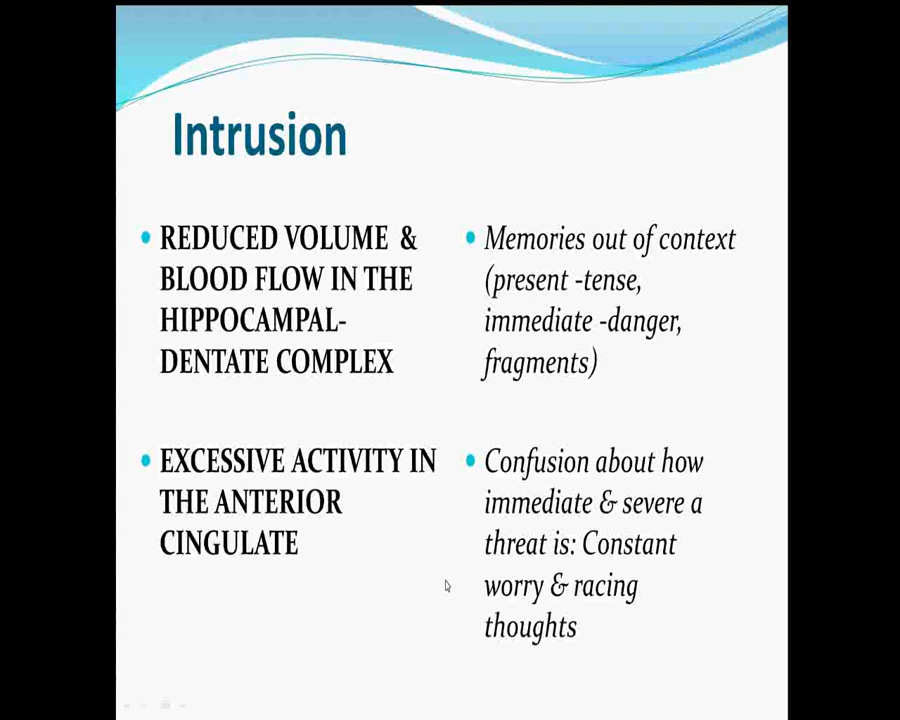 Intrusion
• REDUCED VOLUME & 
BLOOD FLOW IN THE
HIPPOCAMPAL-
DENTATE COMPLEX
• Memories out of context
(present -tense,
immediate -danger,
fragments)
• EXCESSIVE ACTIVITY IN
THE ANTERIOR
CINGULATE
• Confusion about how
immediate & severe a
threat is: Constant
worry & racing
thoughts